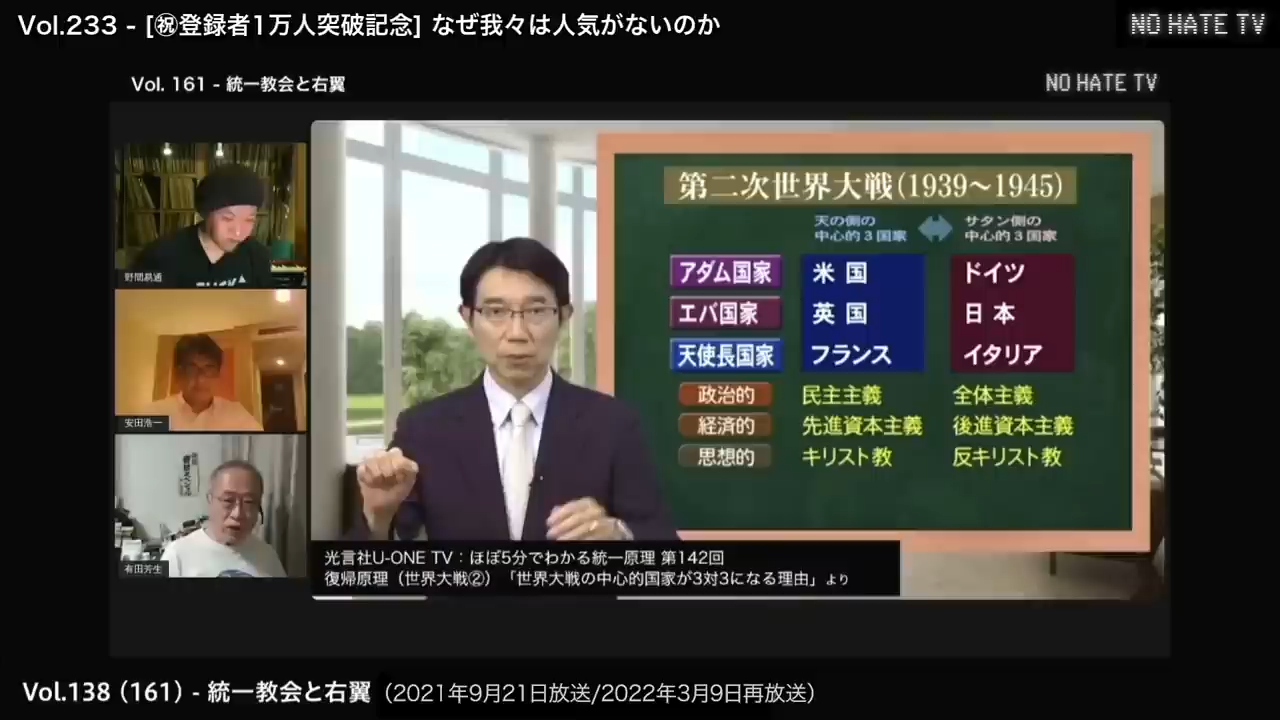 Vol.233 - [㊗登録者1万人突破記念] なぜ我々は人気がないのか
NO HATE TV
Vol. 161 - 統一教会と右翼
NO HATE TV
第二次世界大戦(1939〜1945)
天の側の
中心的3国家
サタン側の
中心的3国家
アダム国家 米国 ドイツ
エバ国家 英国 日本
天使長国家 フランス イタリア
政治的 民主主義 全体主義
経済的 先進資本主義 後進資本主義
思想的 キリスト教 反キリスト教
野間易通
安田浩一
有田芳生
光言社U-ONE TV：ほぼ5分でわかる統一原理 第142回
復帰原理（世界大戦②）「世界大戦の中心的国家が3対3になる理由」より
Vol.138（161）- 統一教会と右翼（2021年9月21日放送/2022年3月9日再放送）